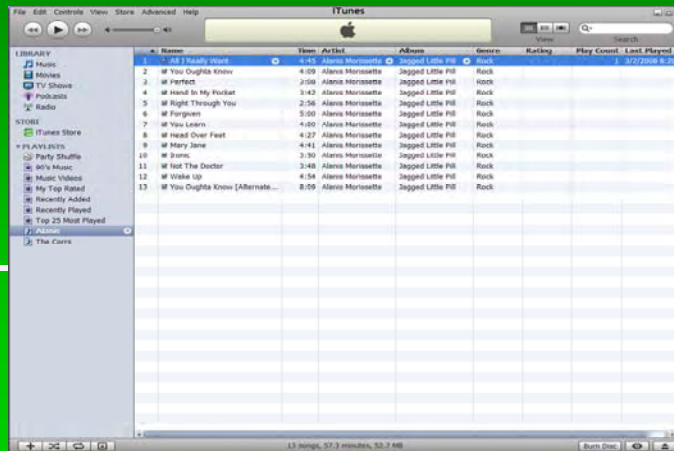 File Edit Controls View Store Advanced Help
iTunes
View
Search
LIBRARY
Music
Movies
TV Shows
Podcasts
Radio
STORE
iTunes Store
PLAYLISTS
Party Shuffle
90's Music
Music Videos
My Top Rated
Recently Added
Recently Played
Top 25 Most Played
Alanis
The Corrs
Name Time Artist Album Genre Rating Play Count Last Played
1 All I Really Want 4:45 Alanis Morissette Jagged Little Pill Rock 1
2 You Oughta Know 4:09 Alanis Morissette Jagged Little Pill Rock
3 Perfect 3:08 Alanis Morissette Jagged Little Pill Rock
4 Hand In My Pocket 3:42 Alanis Morissette Jagged Little Pill Rock
5 Right Through You 2:56 Alanis Morissette Jagged Little Pill Rock
6 Forgiven 5:00 Alanis Morissette Jagged Little Pill Rock
7 You Learn 4:00 Alanis Morissette Jagged Little Pill Rock
8 Head Over Feet 4:27 Alanis Morissette Jagged Little Pill Rock
9 Mary Jane 4:41 Alanis Morissette Jagged Little Pill Rock
10 Ironic 3:50 Alanis Morissette Jagged Little Pill Rock
11 Not The Doctor 3:48 Alanis Morissette Jagged Little Pill Rock
12 Wake Up 4:54 Alanis Morissette Jagged Little Pill Rock
13 You Oughta Know [Alternate... 8:09 Alanis Morissette Jagged Little Pill Rock
13 songs, 57.3 minutes, 52.7 MB
Burn Disc